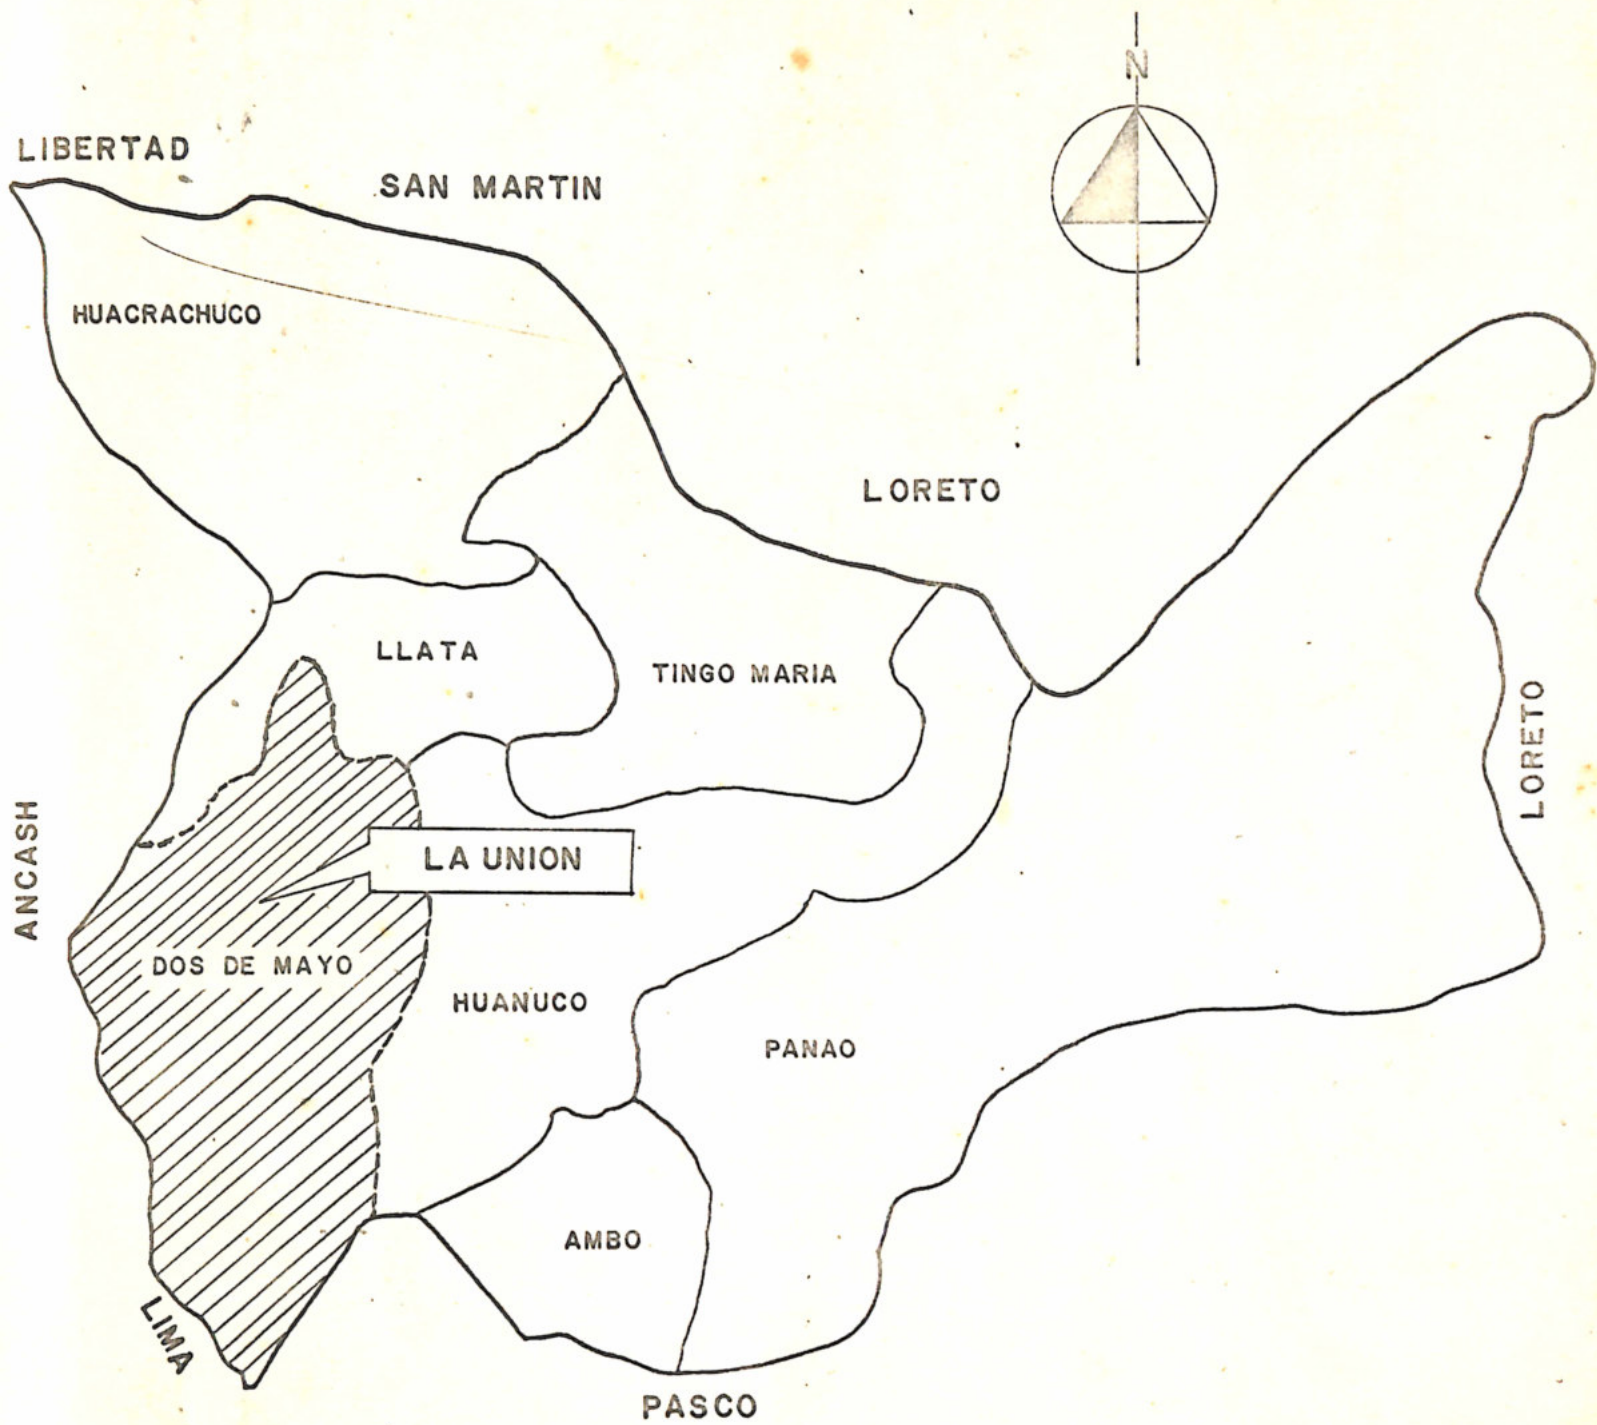 N
LIBERTAD
SAN MARTIN
HUACRACHUCO
LORETO
LLATA
TINGO MARIA
LORETO
ANCASH
LA UNION
DOS DE MAYO
HUANUCO
PANAO
AMBO
LIMA
PASCO